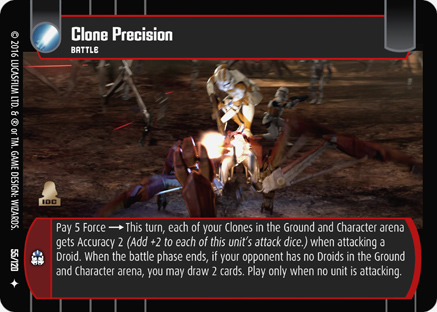 Clone Precision
BATTLE
© 2016 LUCASFILM LTD. & ® or TM. GAME DESIGN: WIZARDS.
IDC
55/120
Pay 5 Force → This turn, each of your Clones in the Ground and Character arena
gets Accuracy 2 (Add +2 to each of this unit's attack dice.) when attacking a
Droid. When the battle phase ends, if your opponent has no Droids in the Ground
and Character arena, you may draw 2 cards. Play only when no unit is attacking.